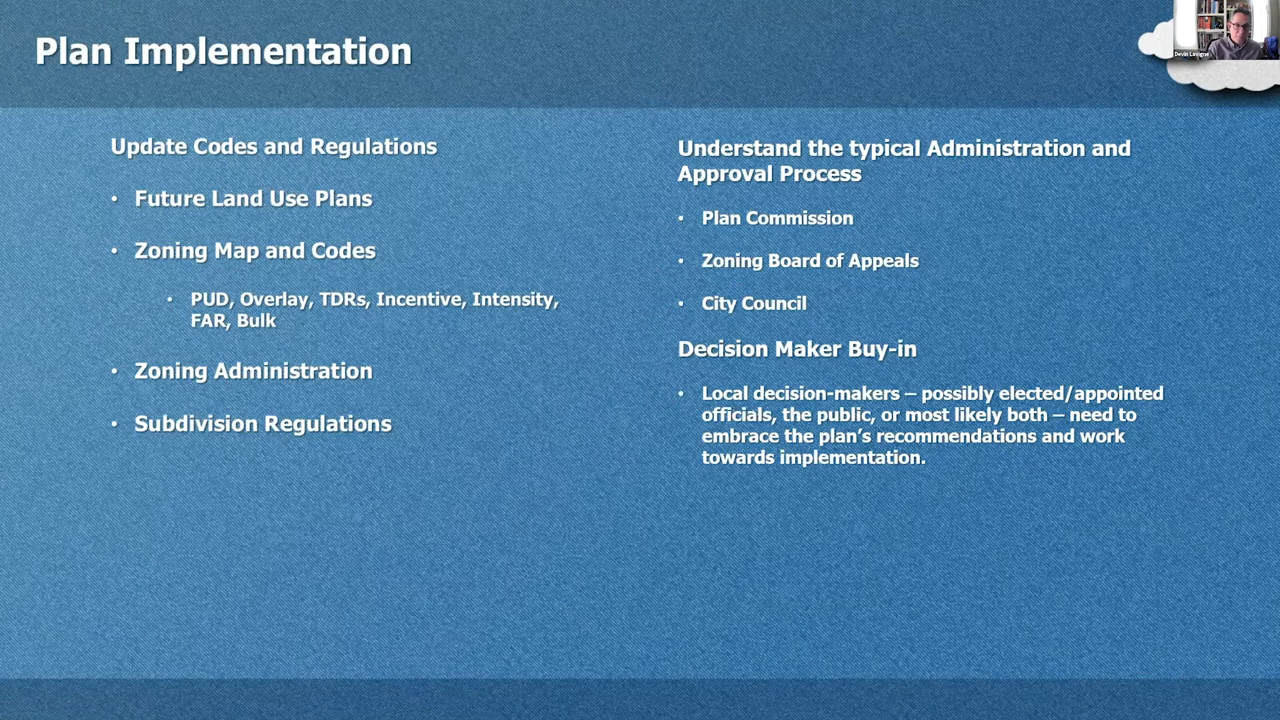 Plan Implementation
Devin Lavigne
Update Codes and Regulations
• Future Land Use Plans
• Zoning Map and Codes
• PUD, Overlay, TDRs, Incentive, Intensity,
FAR, Bulk
• Zoning Administration
• Subdivision Regulations
Understand the typical Administration and
Approval Process
• Plan Commission
• Zoning Board of Appeals
• City Council
Decision Maker Buy-in
• Local decision-makers – possibly elected/appointed
officials, the public, or most likely both – need to
embrace the plan’s recommendations and work
towards implementation.